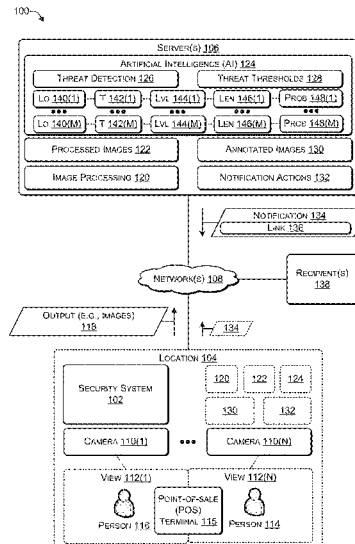 100
SERVER(S) 106
ARTIFICIAL INTELLIGENCE (AI) 124
THREAT DETECTION 126
THREAT THRESHOLDS 128
LO 140(1) T 142(1) LVL 144(1) LEN 146(1) PROB 148(1)
LO 140(M) T 142(M) LVL 144(M) LEN 146(M) PROB 148(M)
PROCESSED IMAGES 122
ANNOTATED IMAGES 130
IMAGE PROCESSING 120
NOTIFICATION ACTIONS 132
NOTIFICATION 134
LINK 136
NETWORK(S) 108
RECIPIENT(S) 138
OUTPUT (E.G., IMAGES) 118
134
LOCATION 104
SECURITY SYSTEM 102
120 122 124
130 132
CAMERA 110(1)
CAMERA 110(N)
VIEW 112(1)
VIEW 112(N)
POINT-OF-SALE (POS) TERMINAL 115
PERSON 116
PERSON 114